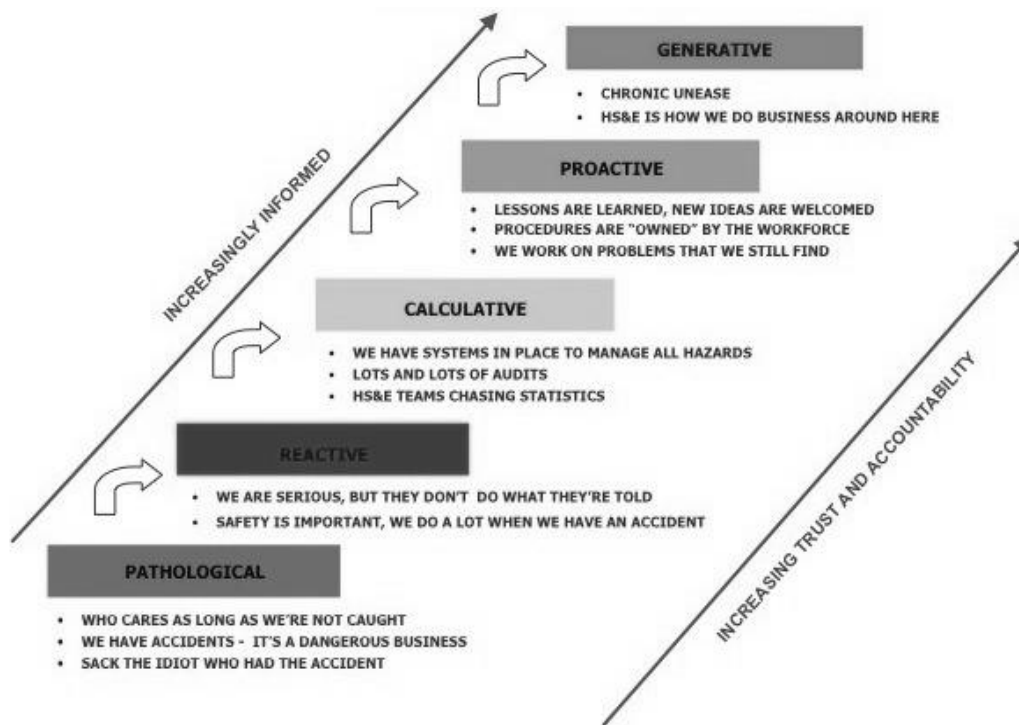 GENERATIVE
• CHRONIC UNEASE
• HS&E IS HOW WE DO BUSINESS AROUND HERE
PROACTIVE
• LESSONS ARE LEARNED, NEW IDEAS ARE WELCOMED
• PROCEDURES ARE “OWNED” BY THE WORKFORCE
• WE WORK ON PROBLEMS THAT WE STILL FIND
CALCULATIVE
• WE HAVE SYSTEMS IN PLACE TO MANAGE ALL HAZARDS
• LOTS AND LOTS OF AUDITS
• HS&E TEAMS CHASING STATISTICS
REACTIVE
• WE ARE SERIOUS, BUT THEY DON’T DO WHAT THEY’RE TOLD
• SAFETY IS IMPORTANT, WE DO A LOT WHEN WE HAVE AN ACCIDENT
PATHOLOGICAL
• WHO CARES AS LONG AS WE’RE NOT CAUGHT
• WE HAVE ACCIDENTS - IT’S A DANGEROUS BUSINESS
• SACK THE IDIOT WHO HAD THE ACCIDENT
INCREASINGLY INFORMED
INCREASING TRUST AND ACCOUNTABILITY